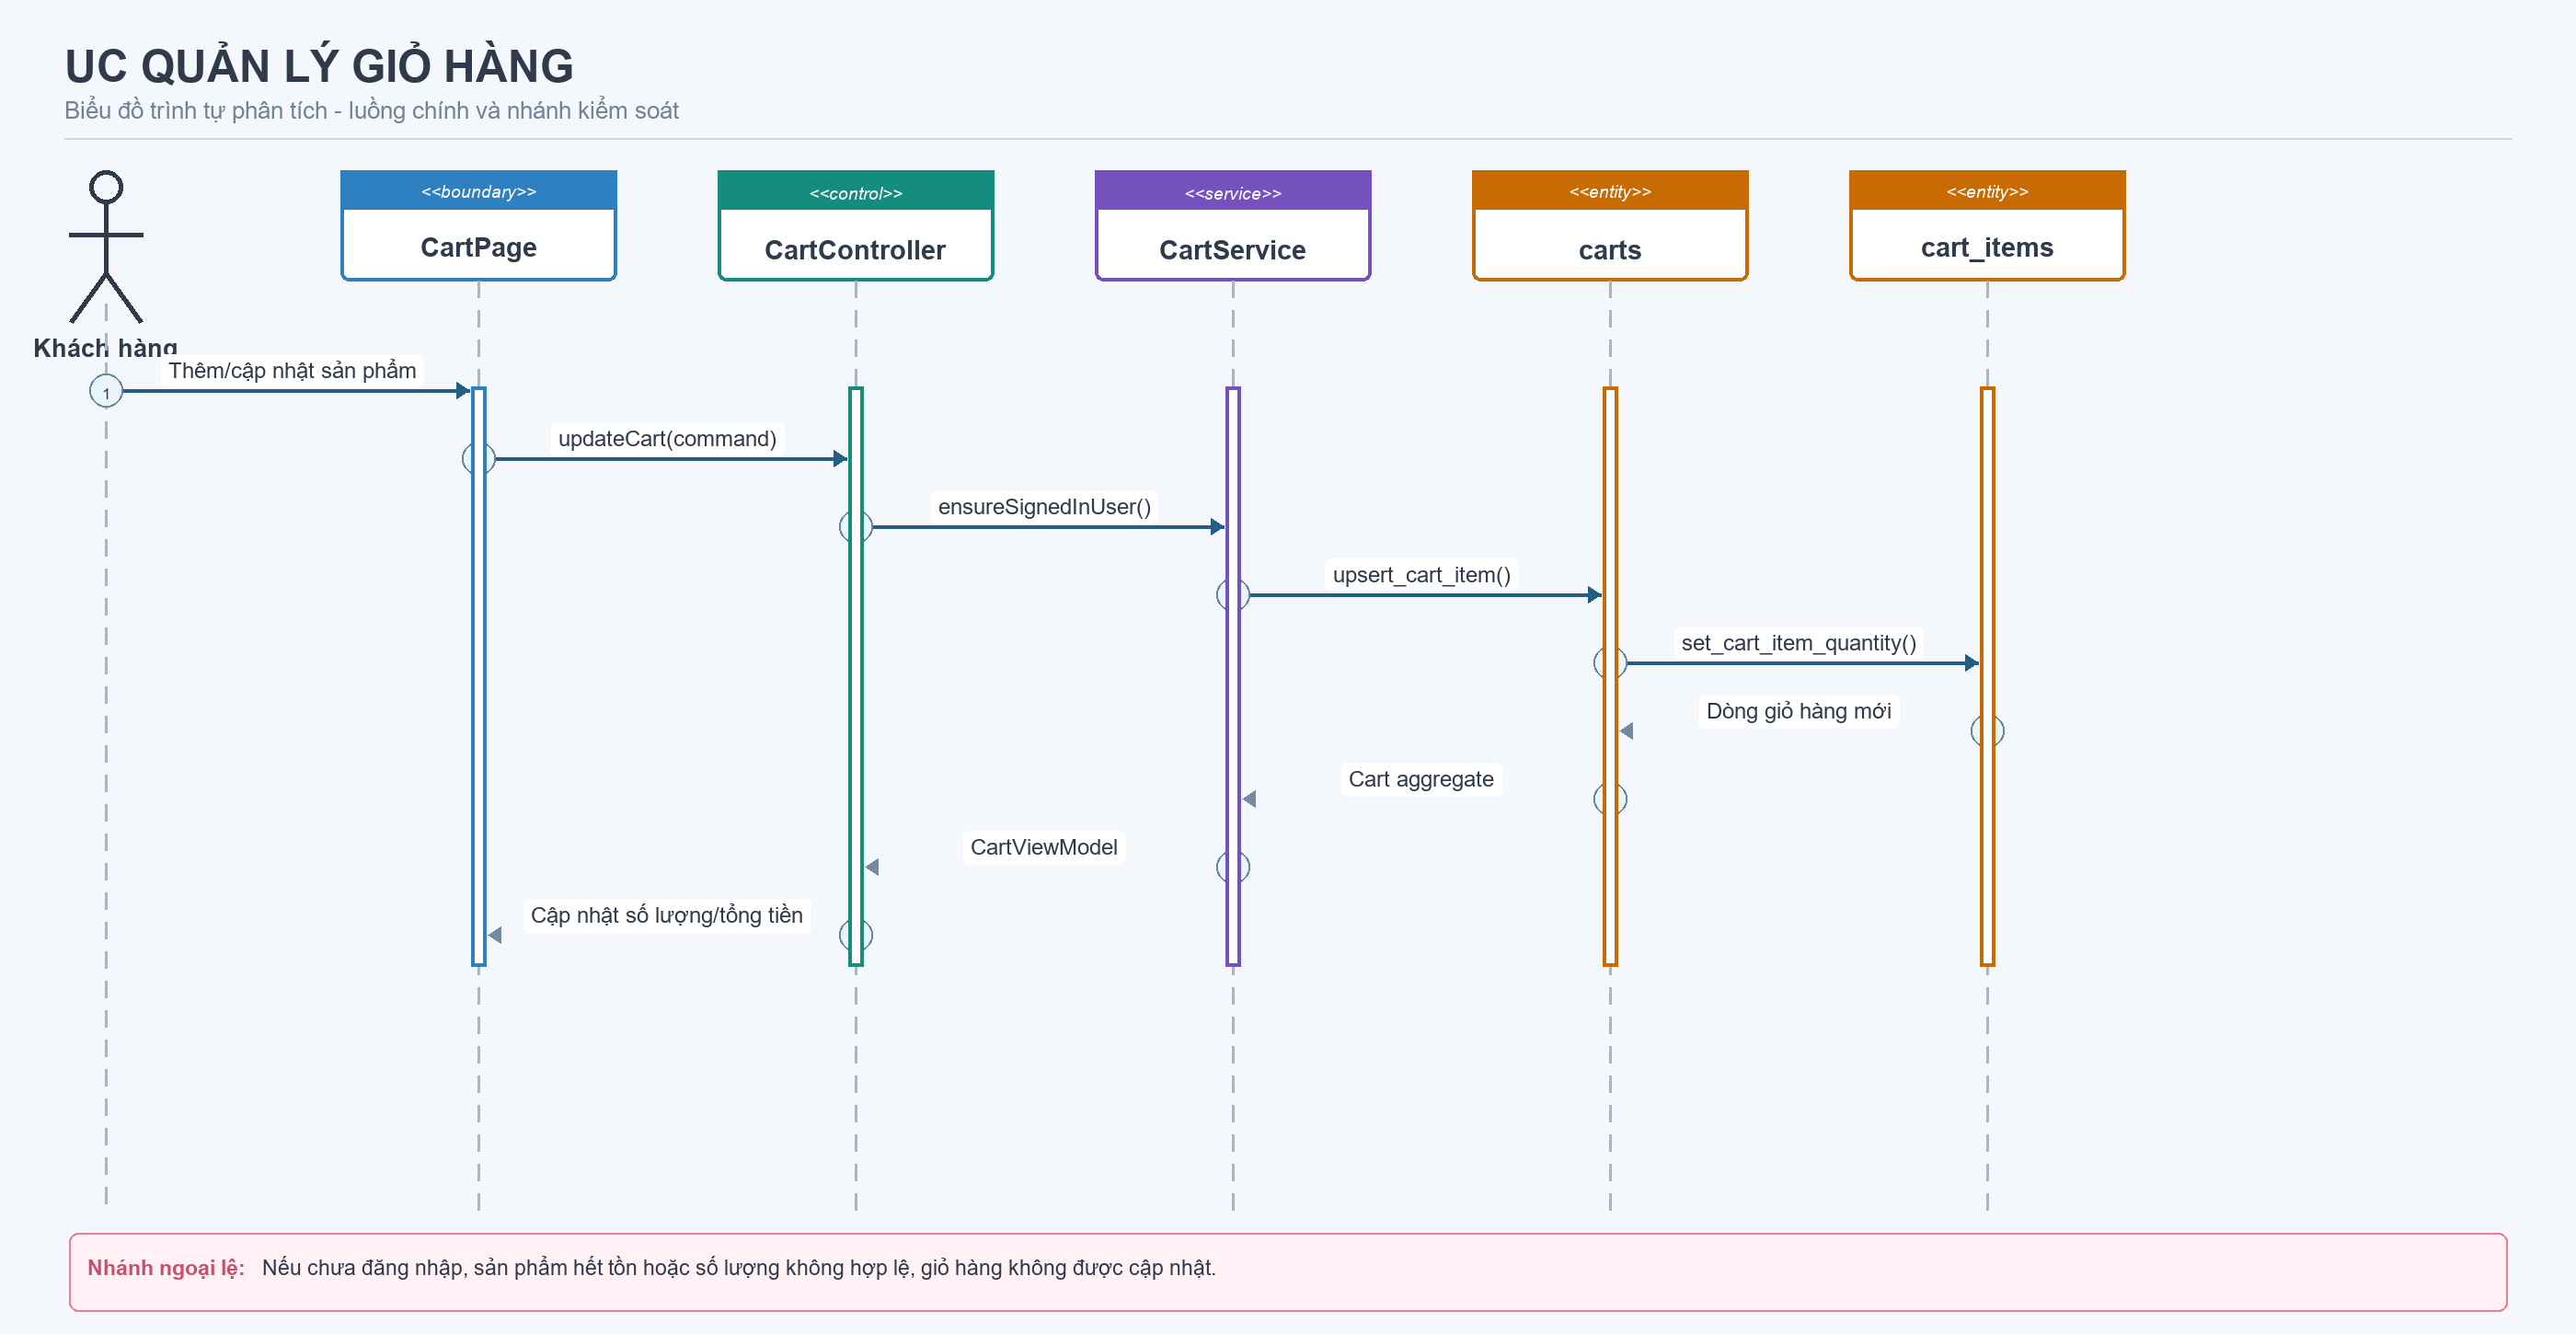 UC QUẢN LÝ GIỎ HÀNG
Biểu đồ trình tự phân tích - luồng chính và nhánh kiểm soát
<<boundary>>
CartPage
<<control>>
CartController
<<service>>
CartService
<<entity>>
carts
<<entity>>
cart_items
Khách hàng
Thêm/cập nhật sản phẩm
1
updateCart(command)
ensureSignedInUser()
upsert_cart_item()
set_cart_item_quantity()
Dòng giỏ hàng mới
Cart aggregate
CartViewModel
Cập nhật số lượng/tổng tiền
Nhánh ngoại lệ: Nếu chưa đăng nhập, sản phẩm hết tồn hoặc số lượng không hợp lệ, giỏ hàng không được cập nhật.